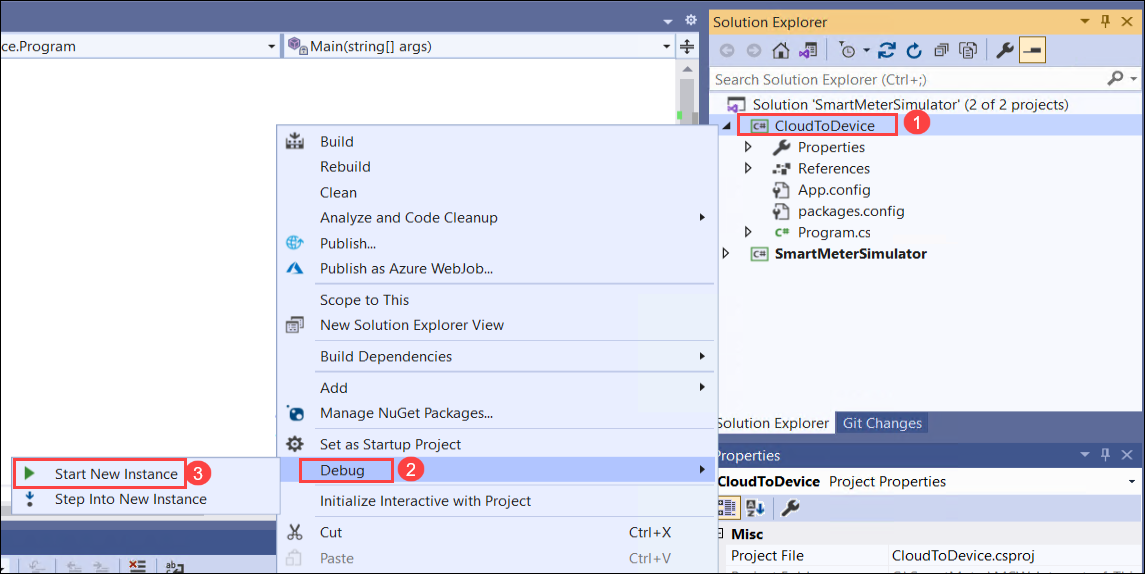 Solution Explorer
ce.Program
Main(string[] args)
Search Solution Explorer (Ctrl+;)
Solution 'SmartMeterSimulator' (2 of 2 projects)
C# CloudToDevice
1
Properties
References
App.config
packages.config
C# Program.cs
C# SmartMeterSimulator
Build
Rebuild
Clean
Analyze and Code Cleanup
Publish...
Publish as Azure WebJob...
Scope to This
New Solution Explorer View
Build Dependencies
Add
Manage NuGet Packages...
Set as Startup Project
Debug
2
Initialize Interactive with Project
Cut Ctrl+X
Paste Ctrl+V
Start New Instance
3
Step Into New Instance
Solution Explorer Git Changes
Properties
CloudToDevice Project Properties
Misc
Project File CloudToDevice.csproj